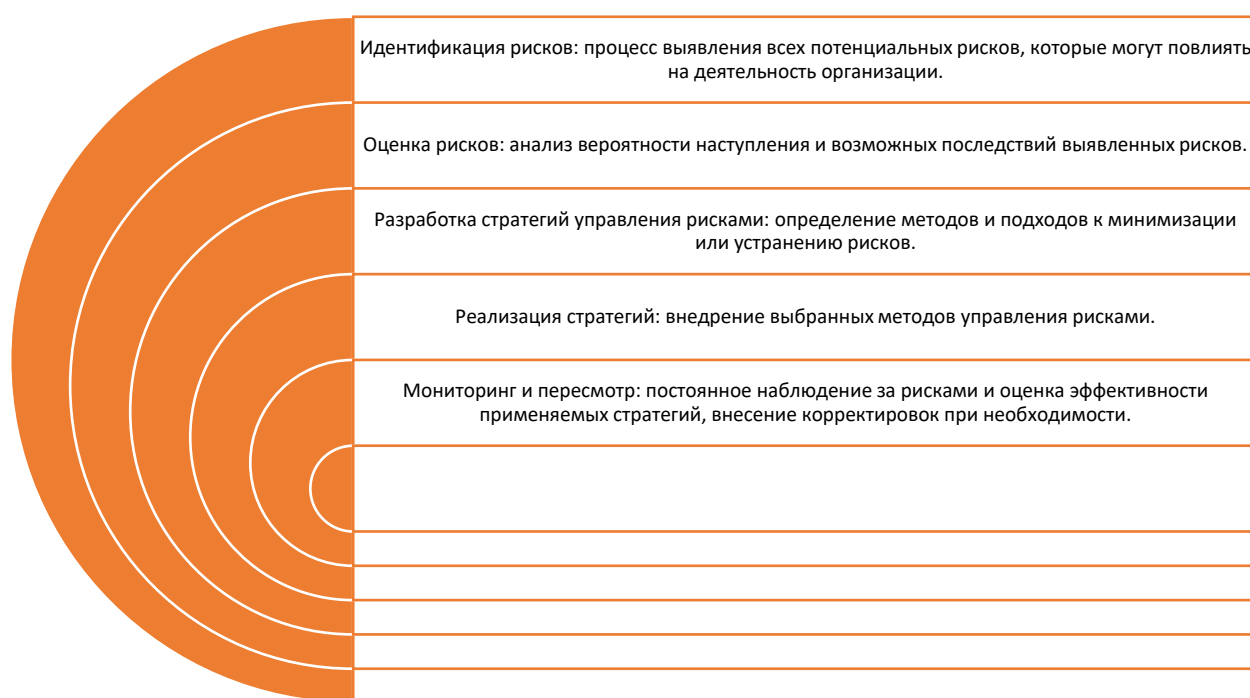 Идентификация рисков: процесс выявления всех потенциальных рисков, которые могут повлиять
на деятельность организации.
Оценка рисков: анализ вероятности наступления и возможных последствий выявленных рисков.
Разработка стратегий управления рисками: определение методов и подходов к минимизации
или устранению рисков.
Реализация стратегий: внедрение выбранных методов управления рисками.
Мониторинг и пересмотр: постоянное наблюдение за рисками и оценка эффективности
применяемых стратегий, внесение корректировок при необходимости.